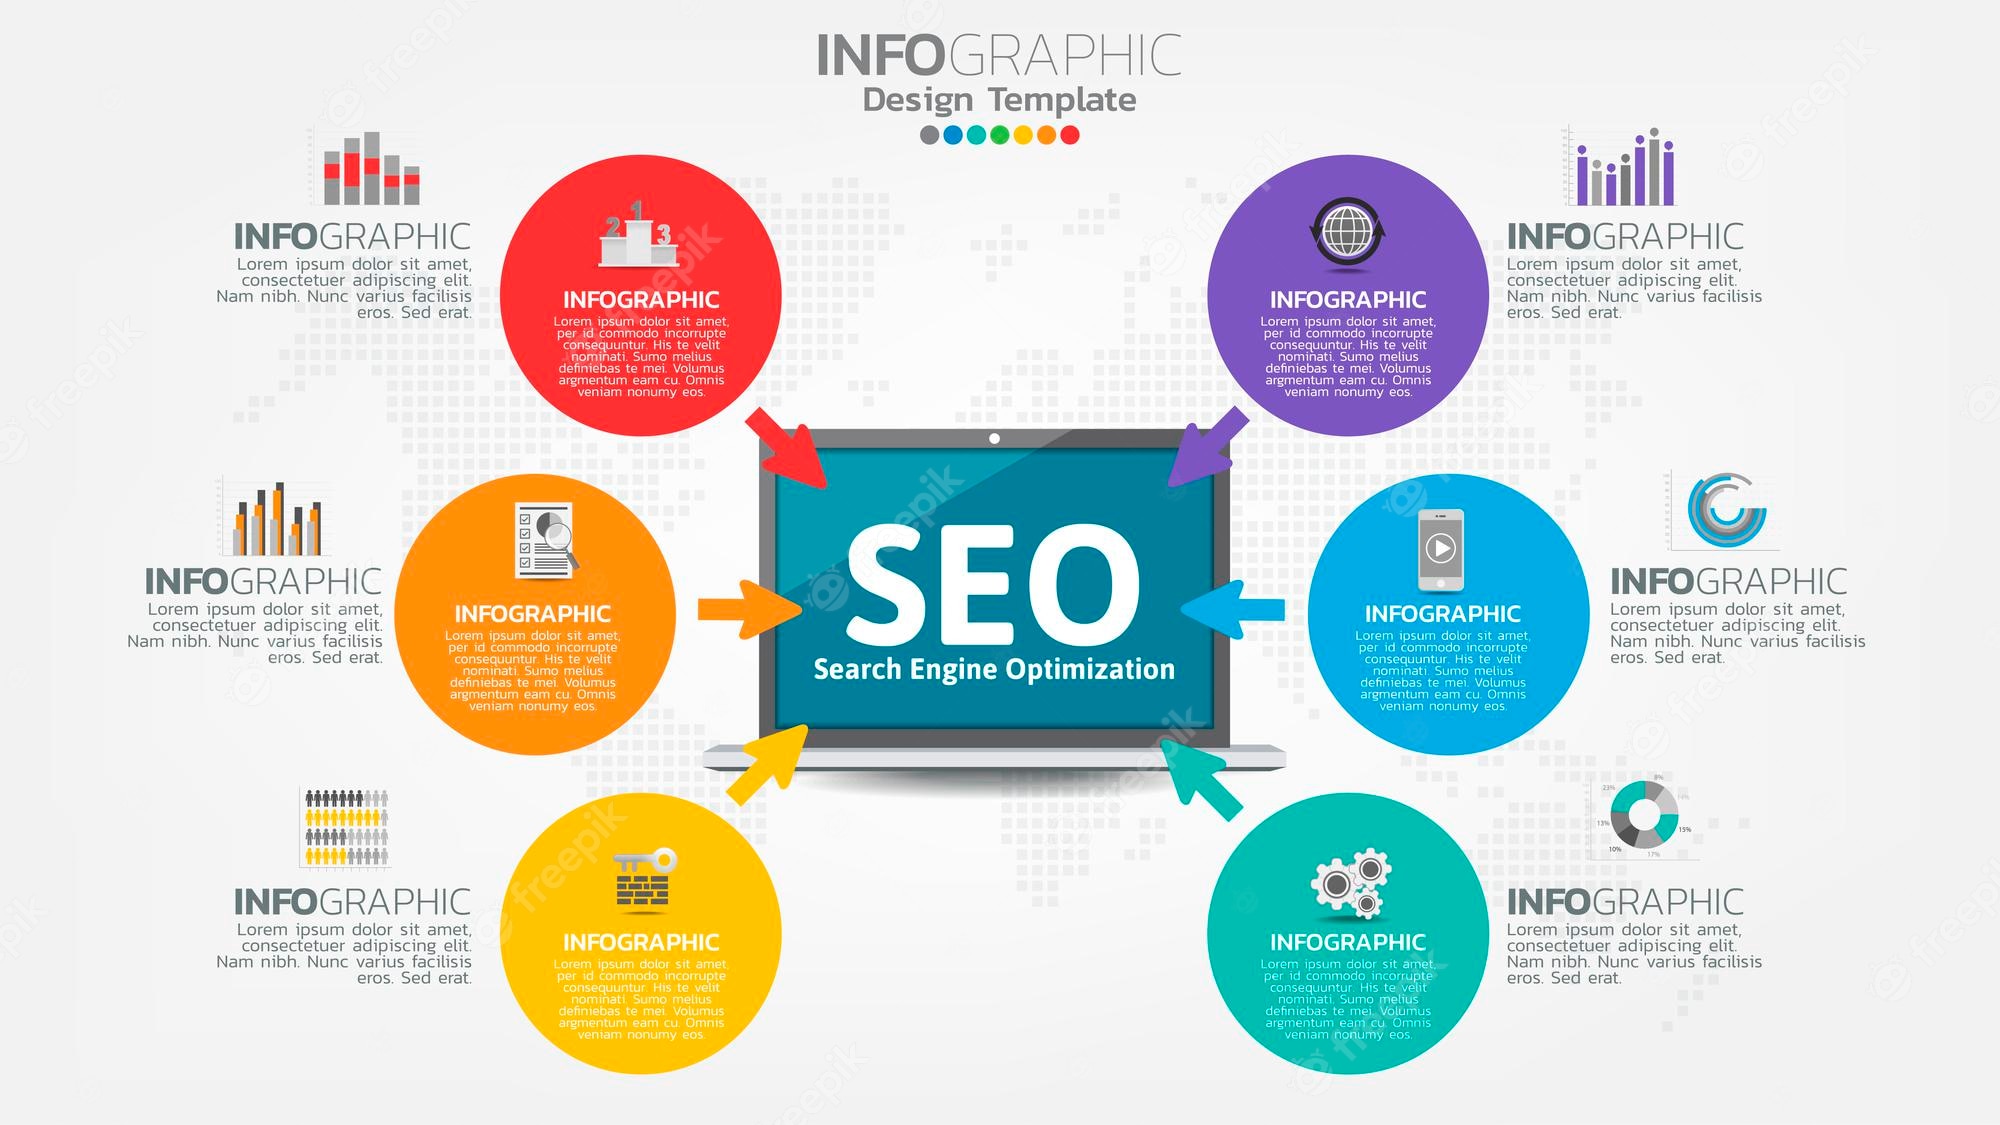 INFOGRAPHIC
Design Template
INFOGRAPHIC
Lorem ipsum dolor sit amet,
consectetuer adipiscing elit.
Nam nibh. Nunc varius facilisis
eros. Sed erat.
1
2
3
INFOGRAPHIC
Lorem ipsum dolor sit amet,
per id commodo incorrupte
consequuntur. His te velit
nominati. Sumo melius
definiebas te mei. Volumus
argmentum eam cu. Omnis
veniam nonumy eos.
INFOGRAPHIC
Lorem ipsum dolor sit amet,
per id commodo incorrupte
consequuntur. His te velit
nominati. Sumo melius
definiebas te mei. Volumus
argmentum eam cu. Omnis
veniam nonumy eos.
INFOGRAPHIC
Lorem ipsum dolor sit amet,
consectetuer adipiscing elit.
Nam nibh. Nunc varius facilisis
eros. Sed erat.
INFOGRAPHIC
Lorem ipsum dolor sit amet,
consectetuer adipiscing elit.
Nam nibh. Nunc varius facilisis
eros. Sed erat.
INFOGRAPHIC
Lorem ipsum dolor sit amet,
per id commodo incorrupte
consequuntur. His te velit
nominati. Sumo melius
definiebas te mei. Volumus
argmentum eam cu. Omnis
veniam nonumy eos.
SEO
Search Engine Optimization
INFOGRAPHIC
Lorem ipsum dolor sit amet,
per id commodo incorrupte
consequuntur. His te velit
nominati. Sumo melius
definiebas te mei. Volumus
argmentum eam cu. Omnis
veniam nonumy eos.
INFOGRAPHIC
Lorem ipsum dolor sit amet,
consectetuer adipiscing elit.
Nam nibh. Nunc varius facilisis
eros. Sed erat.
INFOGRAPHIC
Lorem ipsum dolor sit amet,
consectetuer adipiscing elit.
Nam nibh. Nunc varius facilisis
eros. Sed erat.
INFOGRAPHIC
Lorem ipsum dolor sit amet,
per id commodo incorrupte
consequuntur. His te velit
nominati. Sumo melius
definiebas te mei. Volumus
argmentum eam cu. Omnis
veniam nonumy eos.
INFOGRAPHIC
Lorem ipsum dolor sit amet,
per id commodo incorrupte
consequuntur. His te velit
nominati. Sumo melius
definiebas te mei. Volumus
argmentum eam cu. Omnis
veniam nonumy eos.
8%
23%
15%
13%
10%
17%
INFOGRAPHIC
Lorem ipsum dolor sit amet,
consectetuer adipiscing elit.
Nam nibh. Nunc varius facilisis
eros. Sed erat.
freepik